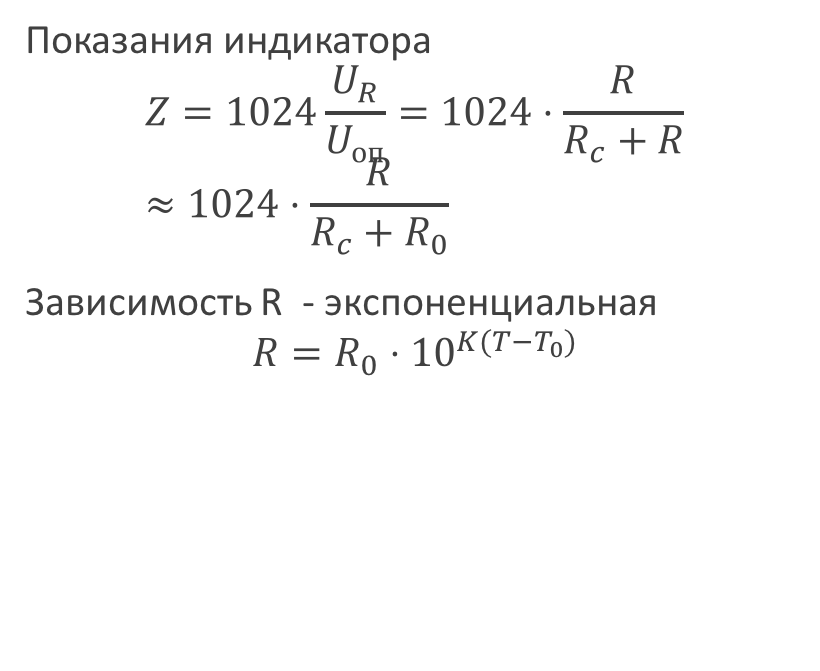 Показания индикатора
𝑍 = 1024 𝑈_𝑅/𝑈_оп = 1024 · 𝑅/(𝑅_𝑐 + 𝑅)
≈ 1024 · 𝑅/(𝑅_𝑐 + 𝑅_0)
Зависимость R - экспоненциальная
𝑅 = 𝑅_0 · 10^{𝐾(𝑇−𝑇_0)}